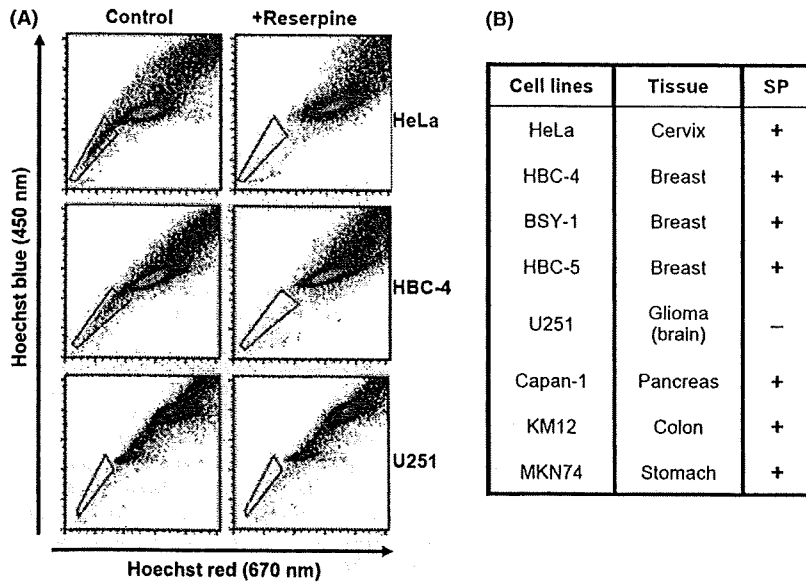 (A)
Control +Reserpine
HeLa
HBC-4
U251
Hoechst blue (450 nm)
Hoechst red (670 nm)
(B)
Cell lines Tissue SP
HeLa Cervix +
HBC-4 Breast +
BSY-1 Breast +
HBC-5 Breast +
U251 Glioma (brain) –
Capan-1 Pancreas +
KM12 Colon +
MKN74 Stomach +